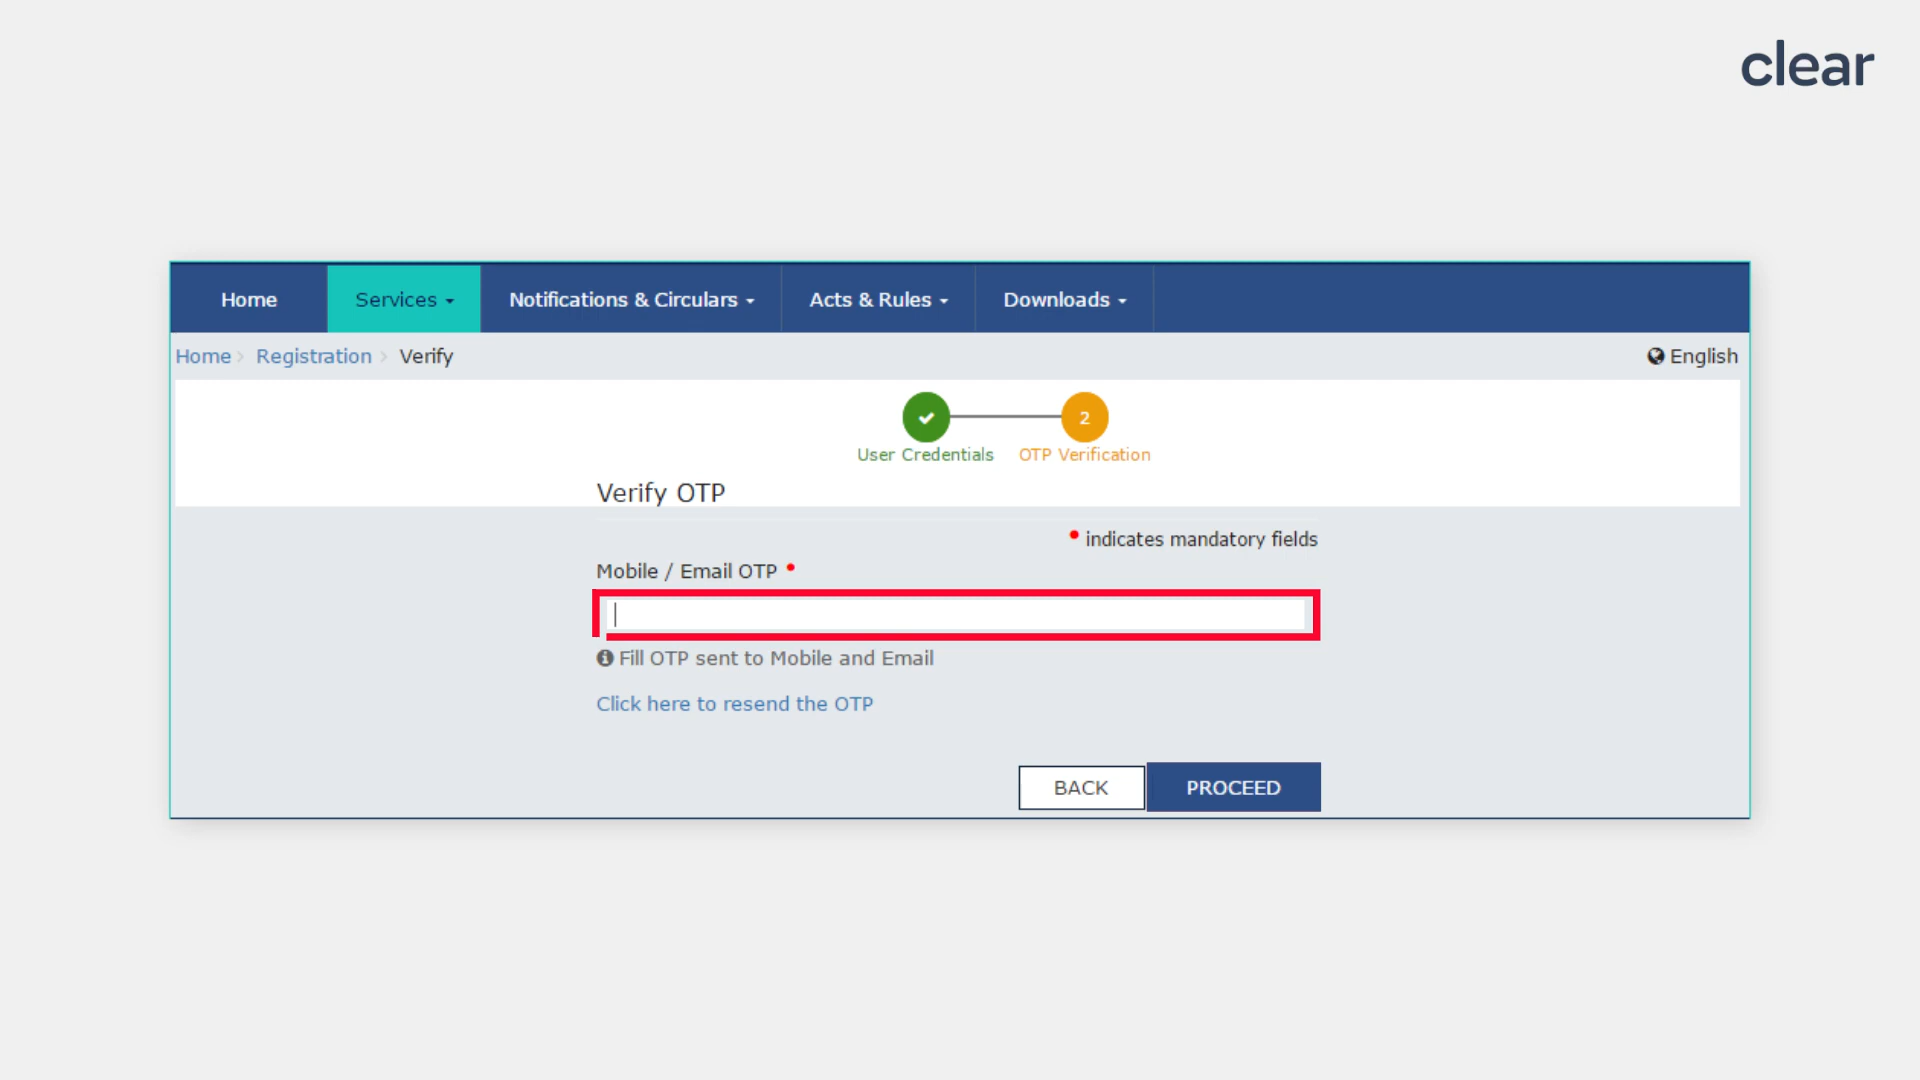 clear
Home Services Notifications & Circulars Acts & Rules Downloads
Home Registration Verify English
2
User Credentials OTP Verification
Verify OTP
• indicates mandatory fields
Mobile / Email OTP •
Fill OTP sent to Mobile and Email
Click here to resend the OTP
BACK PROCEED